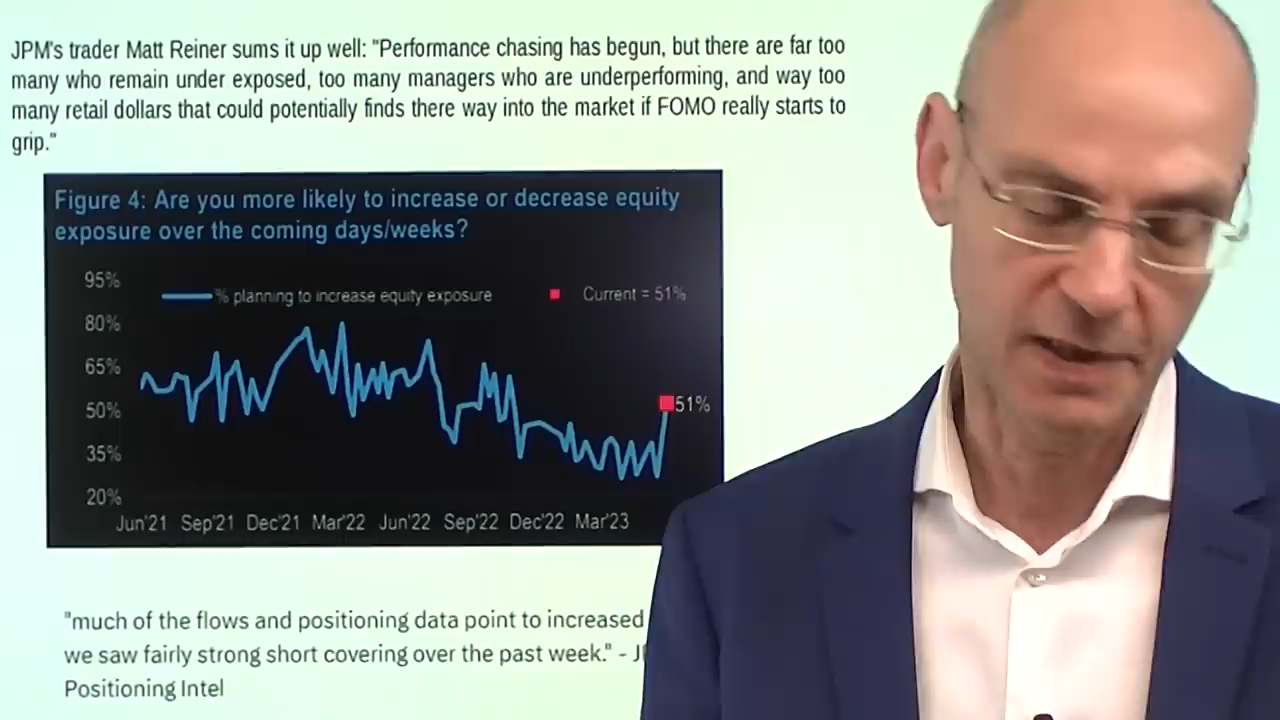 JPM's trader Matt Reiner sums it up well: "Performance chasing has begun, but there are far too
many who remain under exposed, too many managers who are underperforming, and way too
many retail dollars that could potentially finds there way into the market if FOMO really starts to
grip."
Figure 4: Are you more likely to increase or decrease equity
exposure over the coming days/weeks?
95%
% planning to increase equity exposure
Current = 51%
80%
65%
50%
51%
35%
20%
Jun'21 Sep'21 Dec'21 Mar'22 Jun'22 Sep'22 Dec'22 Mar'23
"much of the flows and positioning data point to increased
we saw fairly strong short covering over the past week." -
Positioning Intel